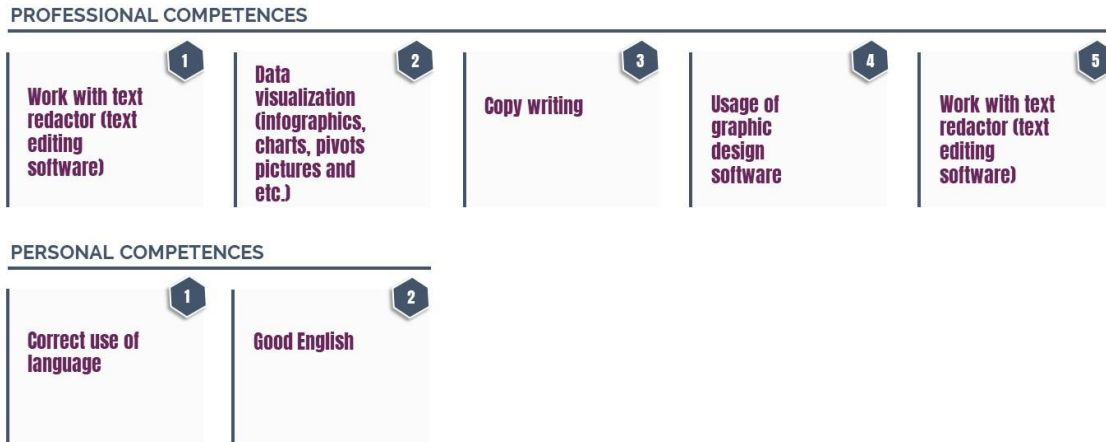 PROFESSIONAL COMPETENCES
1
Work with text
redactor (text
editing
software)
2
Data
visualization
(infographics,
charts, pivots
pictures and
etc.)
3
Copy writing
4
Usage of
graphic
design
software
5
Work with text
redactor (text
editing
software)
PERSONAL COMPETENCES
1
Correct use of
language
2
Good English